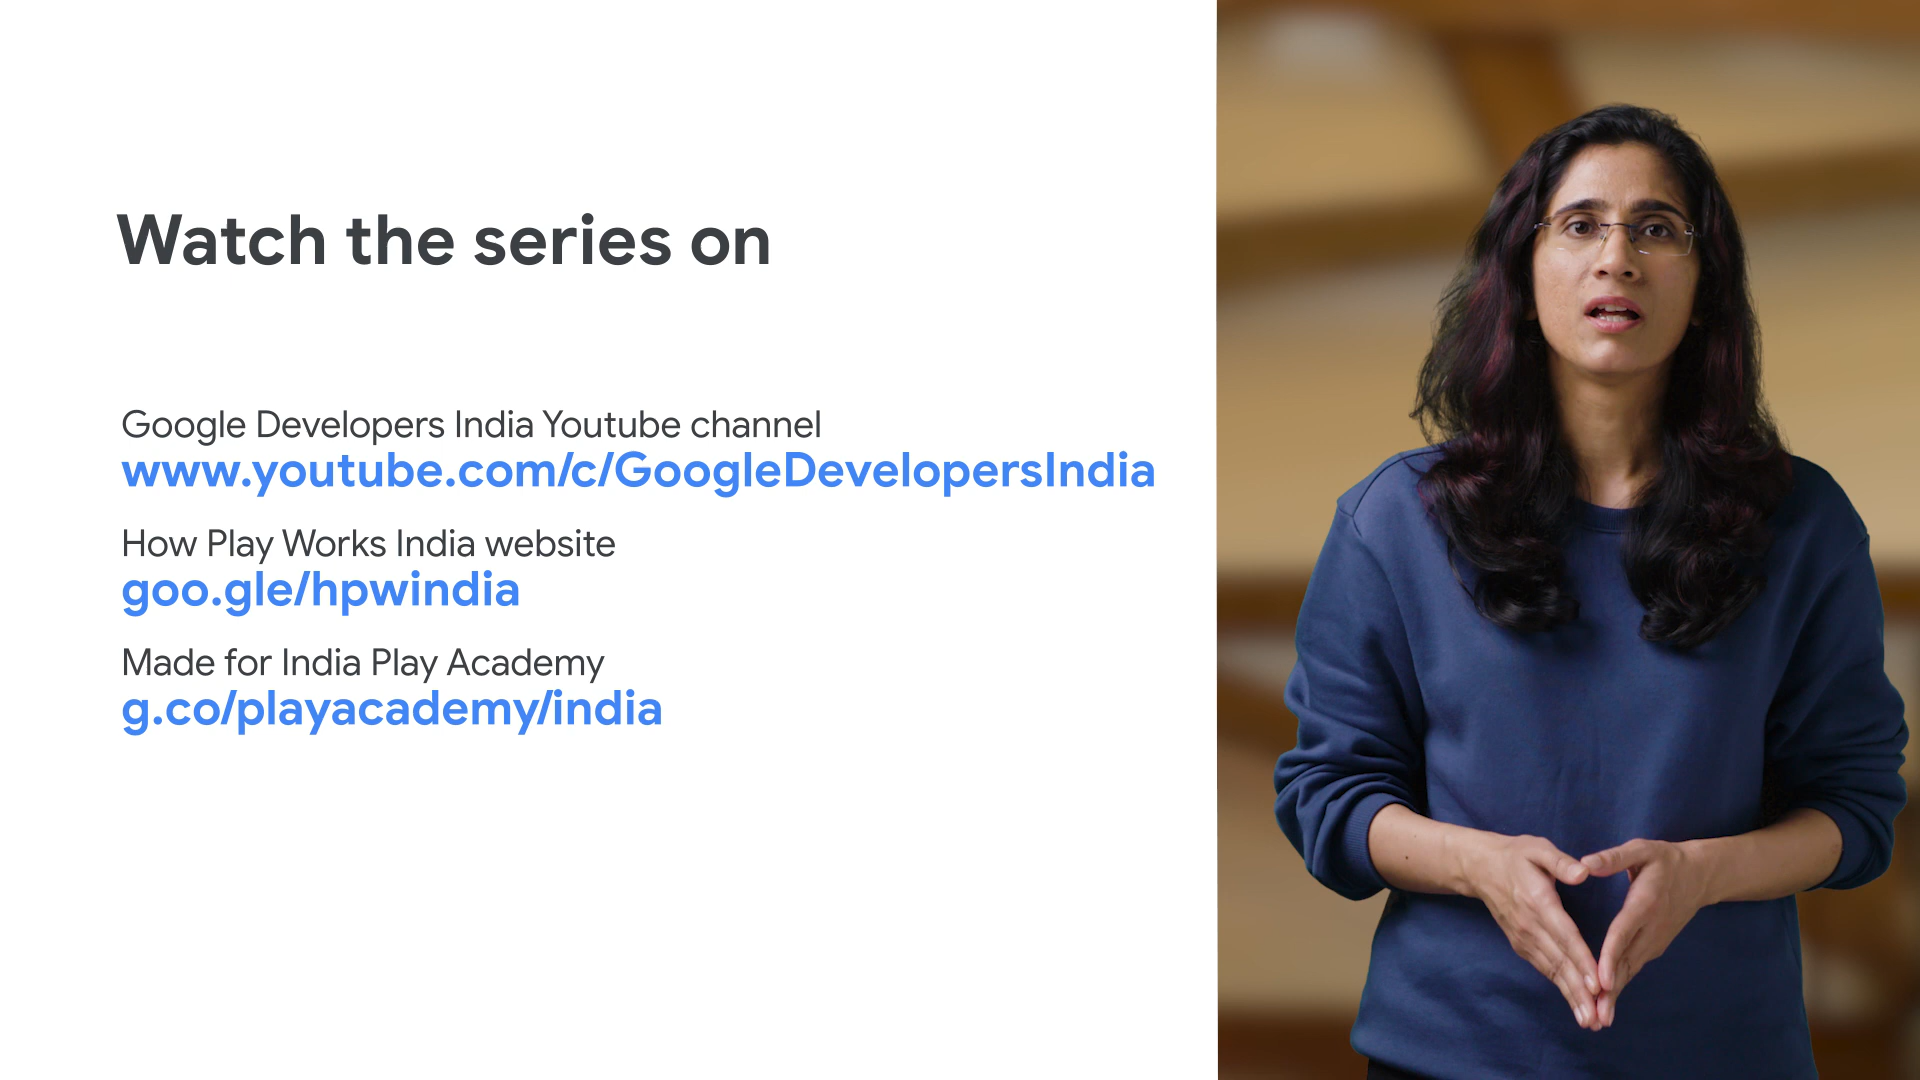 Watch the series on
Google Developers India Youtube channel
www.youtube.com/c/GoogleDevelopersIndia
How Play Works India website
goo.gle/hpwindia
Made for India Play Academy
g.co/playacademy/india